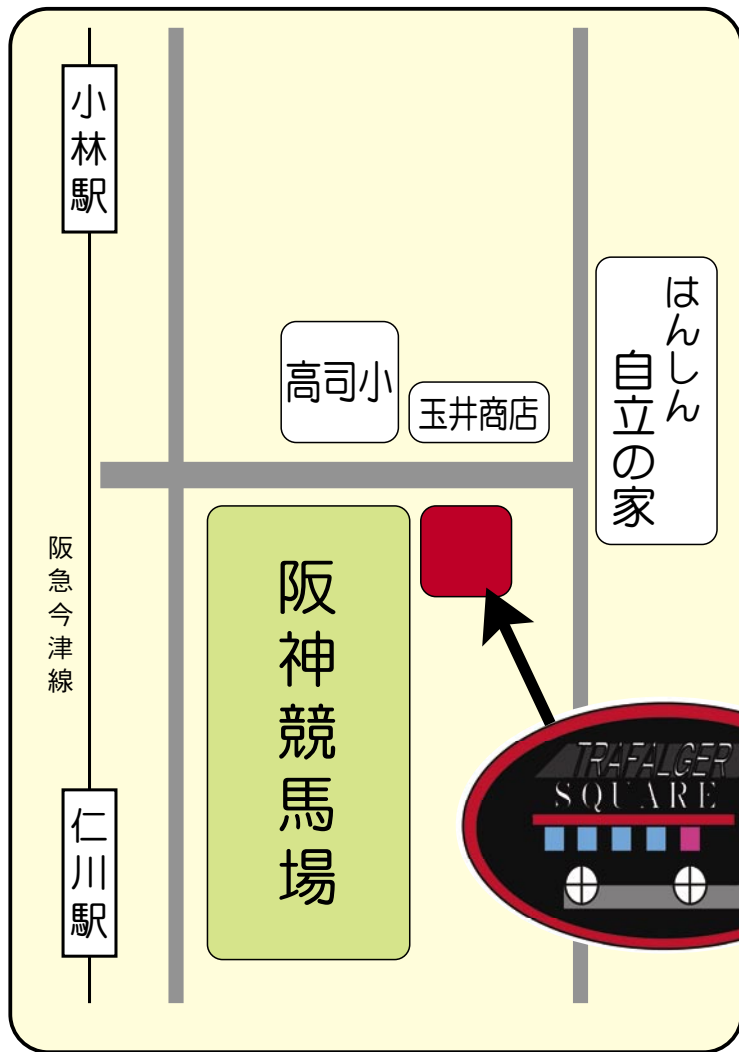 小林駅
高司小
玉井商店
はんしん
自立の家
阪急今津線
阪神競馬場
仁川駅
TRAFALGER
SQUARE